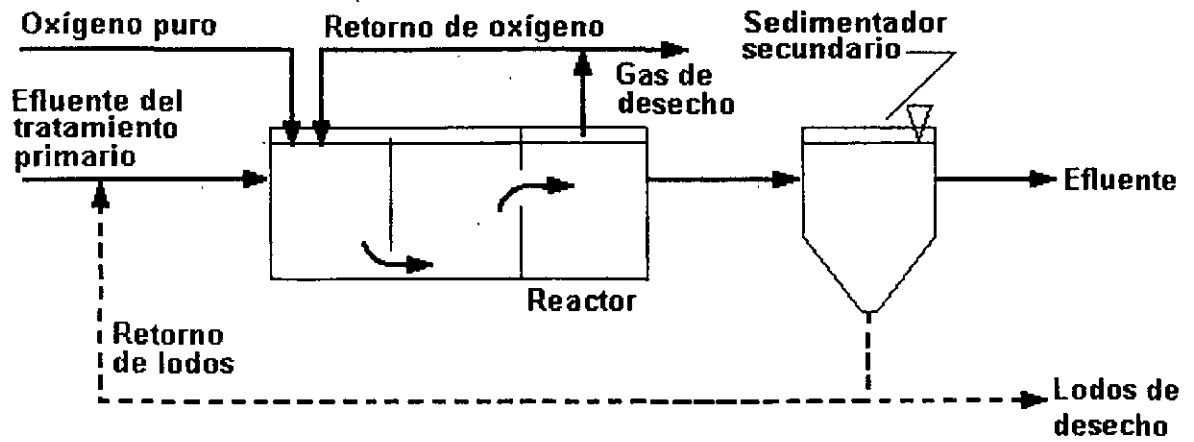 Oxígeno puro
Retorno de oxígeno
Sedimentador
secundario
Gas de
desecho
Efluente del
tratamiento
primario
Efluente
Reactor
Retorno
de lodos
Lodos de
desecho